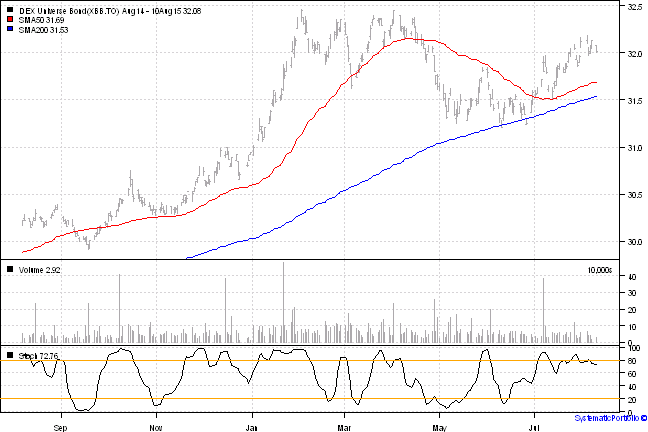 DEX Universe Bond(XBB.TO) Aug14 - 10Aug15 32.08
SMA50 31.69
SMA200 31.53
32.5
32.0
31.5
31.0
30.5
30.0
Volume 2.92
10,000s
40
30
20
10
0
Stoch 72.76
100
80
60
40
20
0
Sep
Nov
Jan
Mar
May
Jul
SystematicPortfolio ©